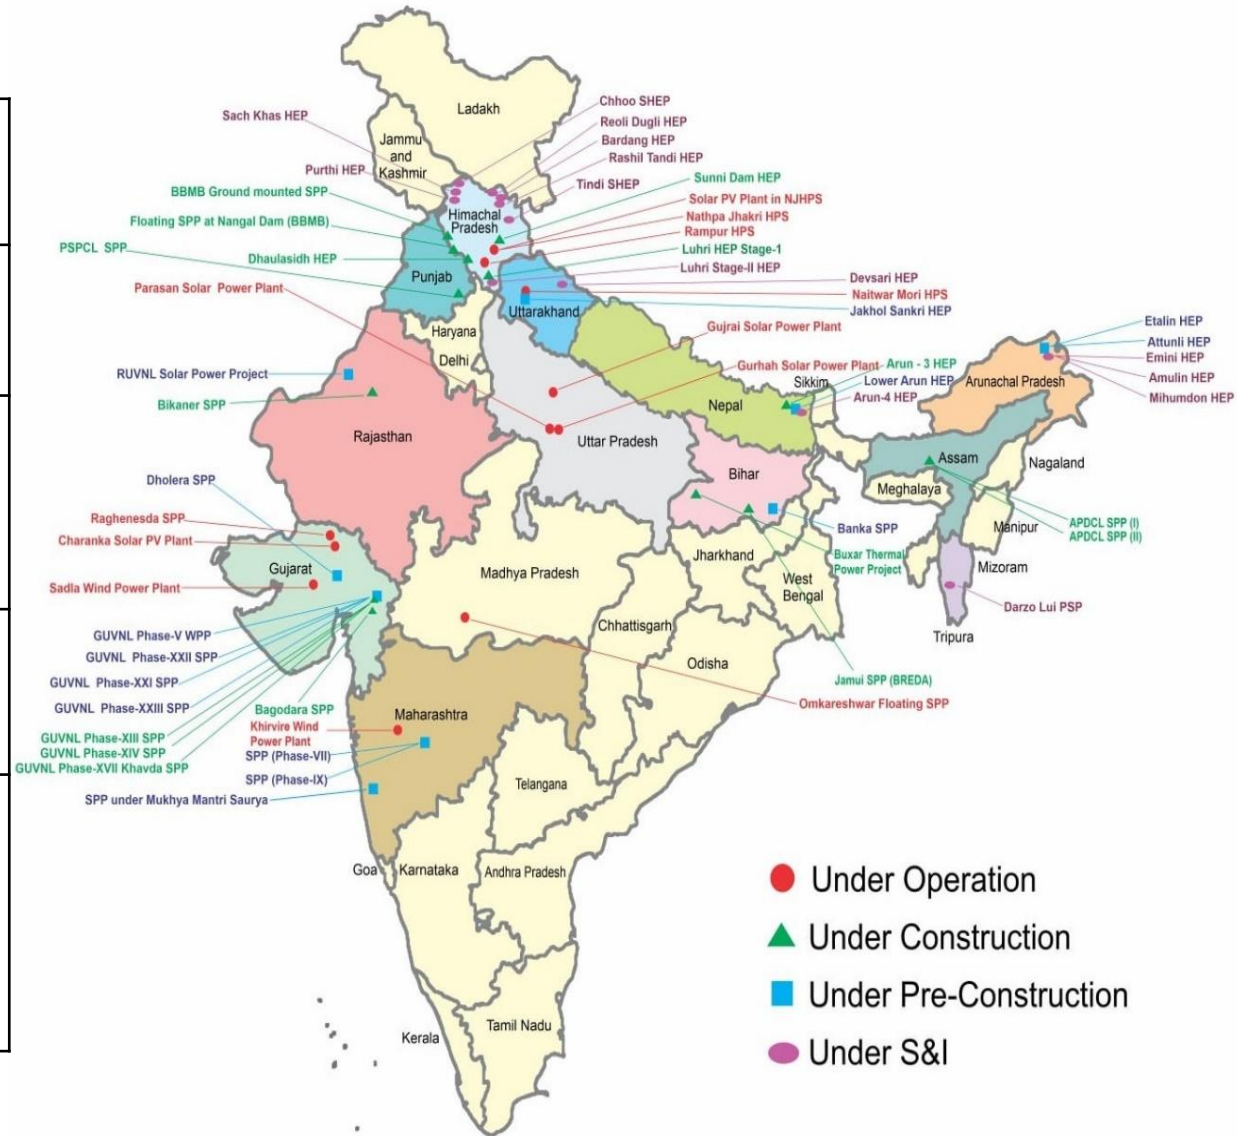 Ladakh
Jammu
and
Kashmir
Himachal
Pradesh
Punjab
Uttarakhand
Haryana
Delhi
Rajasthan
Uttar Pradesh
Nepal
Sikkim
Bihar
Arunachal Pradesh
Assam
Nagaland
Meghalaya
Manipur
Mizoram
Tripura
Jharkhand
West
Bengal
Gujarat
Madhya Pradesh
Chhattisgarh
Odisha
Maharashtra
Telangana
Goa
Karnataka
Andhra Pradesh
Kerala
Tamil Nadu
Sach Khas HEP
Purthi HEP
BBMB Ground mounted SPP
Floating SPP at Nangal Dam (BBMB)
PSPCL SPP
Dhaulasidh HEP
Parasan Solar Power Plant
RUVNL Solar Power Project
Bikaner SPP
Dholera SPP
Raghenesda SPP
Charanka Solar PV Plant
Sadla Wind Power Plant
GUVNL Phase-V WPP
GUVNL Phase-XXII SPP
GUVNL Phase-XXI SPP
GUVNL Phase-XXIII SPP
GUVNL Phase-XIII SPP
GUVNL Phase-XIV SPP
GUVNL Phase-XVII Khavda SPP
Bagodara SPP
Khirvire Wind
Power Plant
SPP (Phase-VII)
SPP (Phase-IX)
SPP under Mukhya Mantri Saurya
Chhoo SHEP
Reoli Dugli HEP
Bardang HEP
Rashil Tandi HEP
Tindi SHEP
Sunni Dam HEP
Solar PV Plant in NJHPS
Nathpa Jhakri HPS
Rampur HPS
Luhri HEP Stage-1
Luhri Stage-II HEP
Devsari HEP
Naitwar Mori HPS
Jakhol Sankri HEP
Gujrai Solar Power Plant
Gurhah Solar Power Plant
Arun - 3 HEP
Lower Arun HEP
Arun-4 HEP
Etalin HEP
Attunli HEP
Emini HEP
Amulin HEP
Mihumdon HEP
Banka SPP
Buxar Thermal
Power Project
APDCL SPP (I)
APDCL SPP (II)
Darzo Lui PSP
Jamui SPP (BREDA)
Omkareshwar Floating SPP
Under Operation
Under Construction
Under Pre-Construction
Under S&I